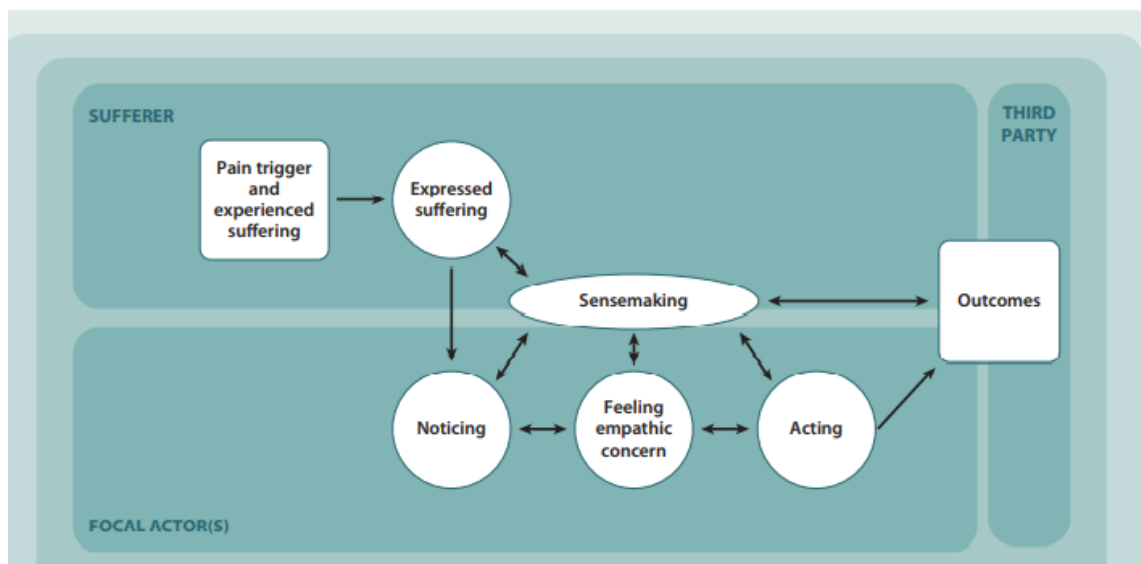 SUFFERER
THIRD
PARTY
Pain trigger
and
experienced
suffering
Expressed
suffering
Sensemaking
Outcomes
Noticing
Feeling
empathic
concern
Acting
FOCAL ACTOR(S)